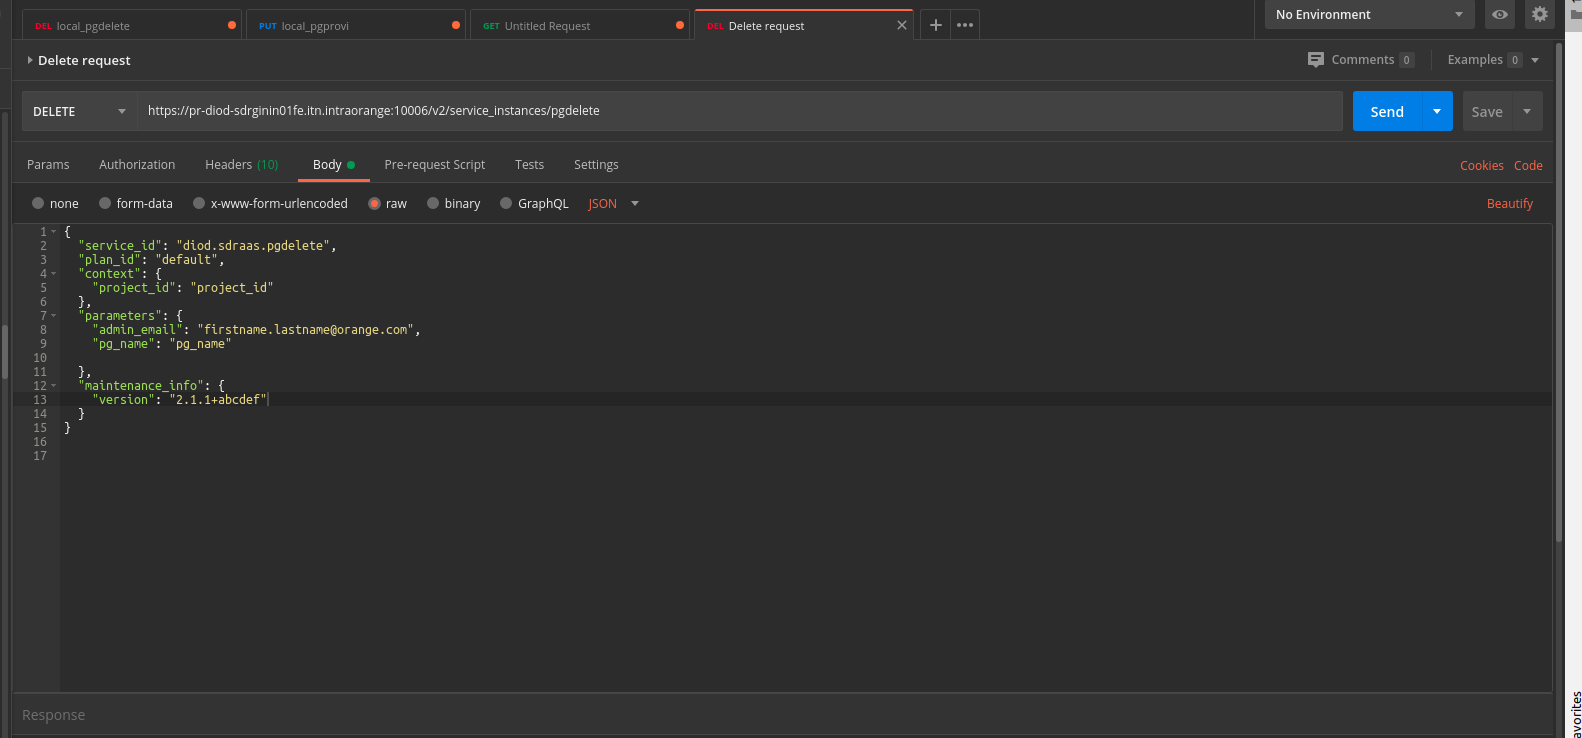 DEL local_pgdelete PUT local_pgprovi GET Untitled Request DEL Delete request No Environment
Delete request Comments 0 Examples 0
DELETE https://pr-diod-sdrginin01fe.itn.intraorange:10006/v2/service_instances/pgdelete Send Save
Params Authorization Headers (10) Body Pre-request Script Tests Settings Cookies Code
none form-data x-www-form-urlencoded raw binary GraphQL JSON Beautify
1 {
2 "service_id": "diod.sdraas.pgdelete",
3 "plan_id": "default",
4 "context": {
5 "project_id": "project_id"
6 },
7 "parameters": {
8 "admin_email": "firstname.lastname@orange.com",
9 "pg_name": "pg_name"
10
11 },
12 "maintenance_info": {
13 "version": "2.1.1+abcdef"
14 }
15 }
16
17
Response
avorites